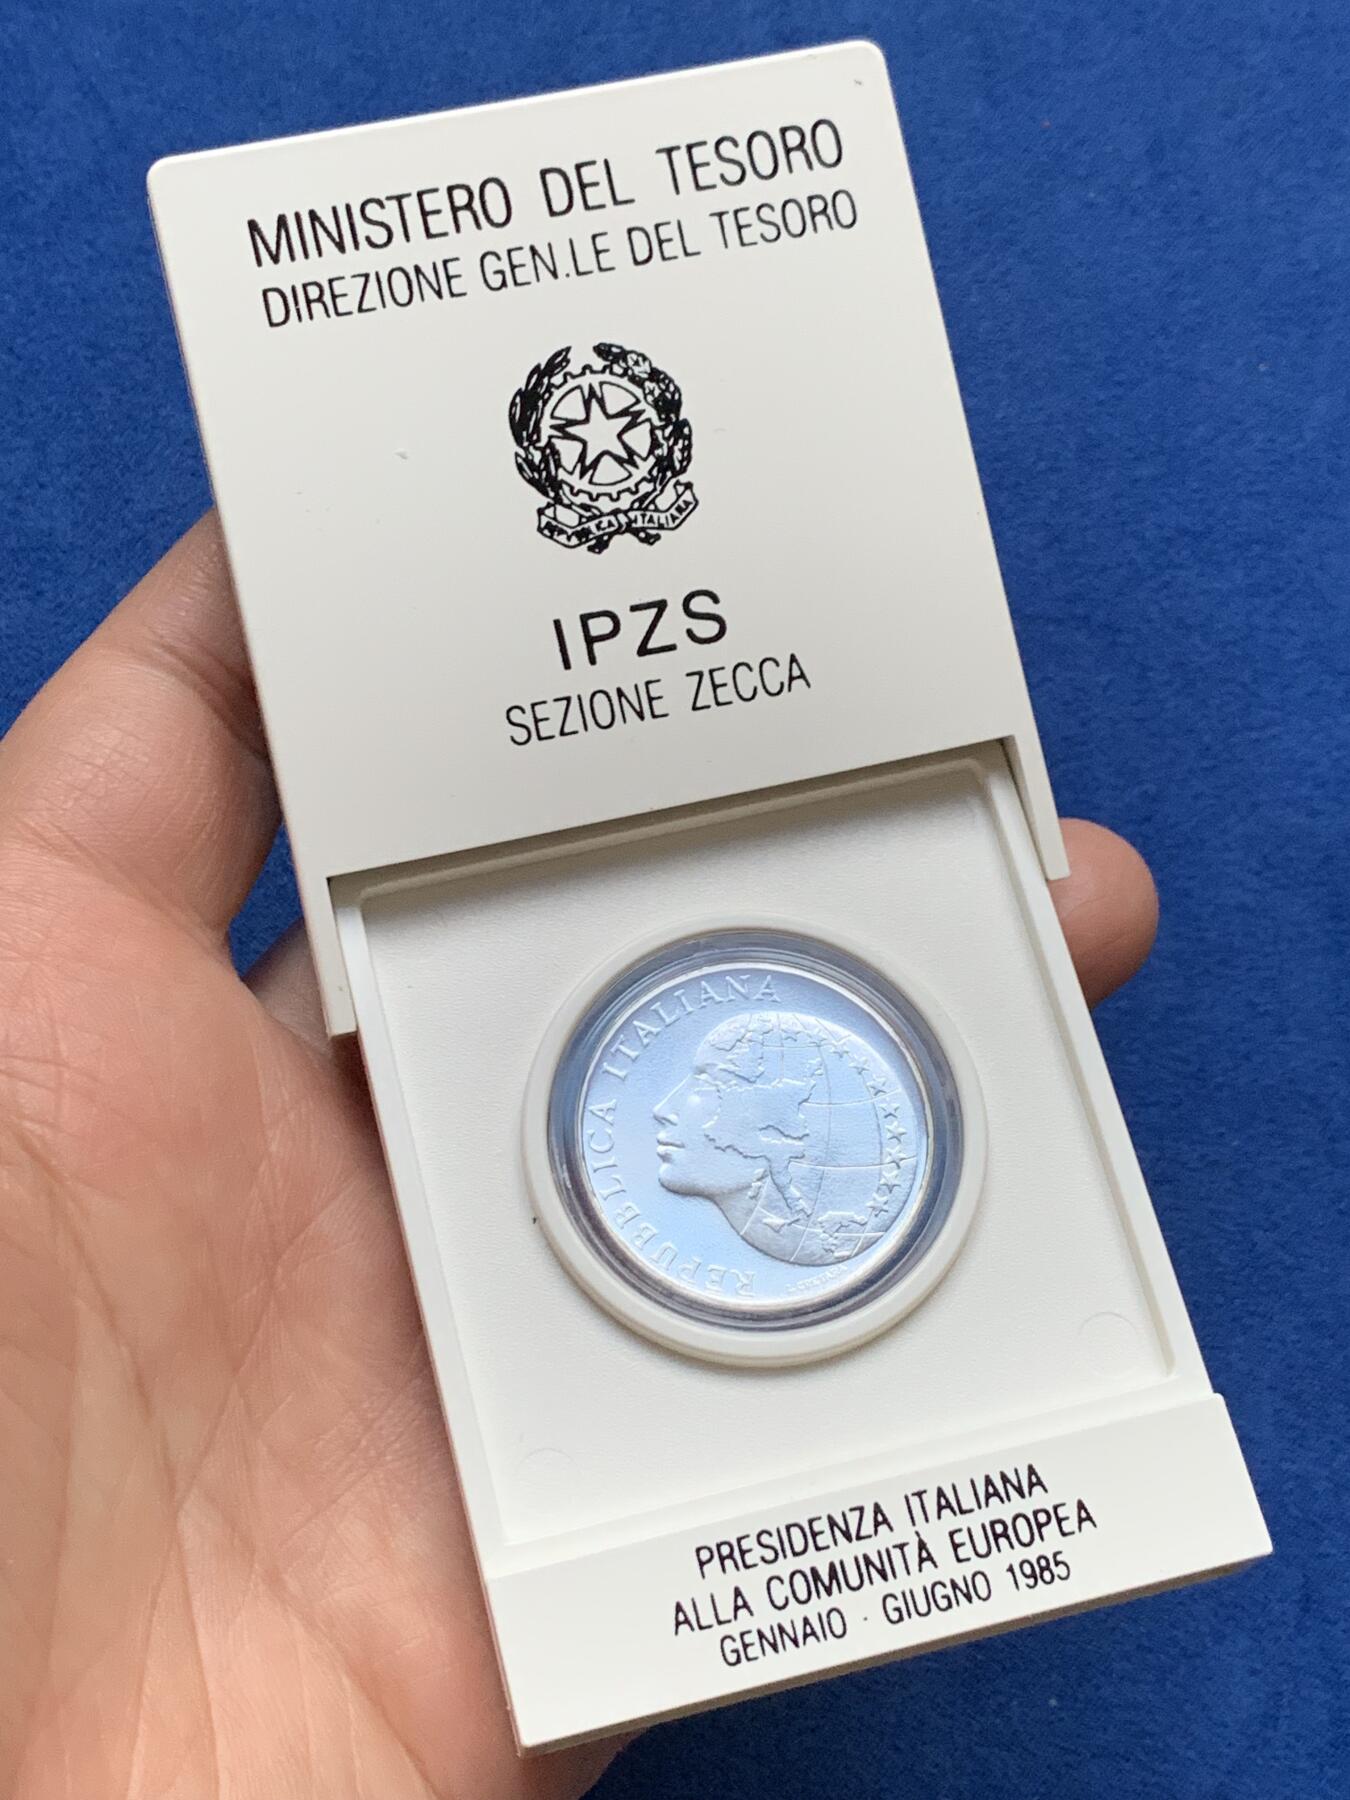 MINISTERO DEL TESORO
DIREZIONE GEN.LE DEL TESORO
REPVBBLICA ITALIANA
IPZS
SEZIONE ZECCA
REPUBBLICA ITALIANA
PRESIDENZA ITALIANA
ALLA COMUNITÀ EUROPEA
GENNAIO · GIUGNO 1985